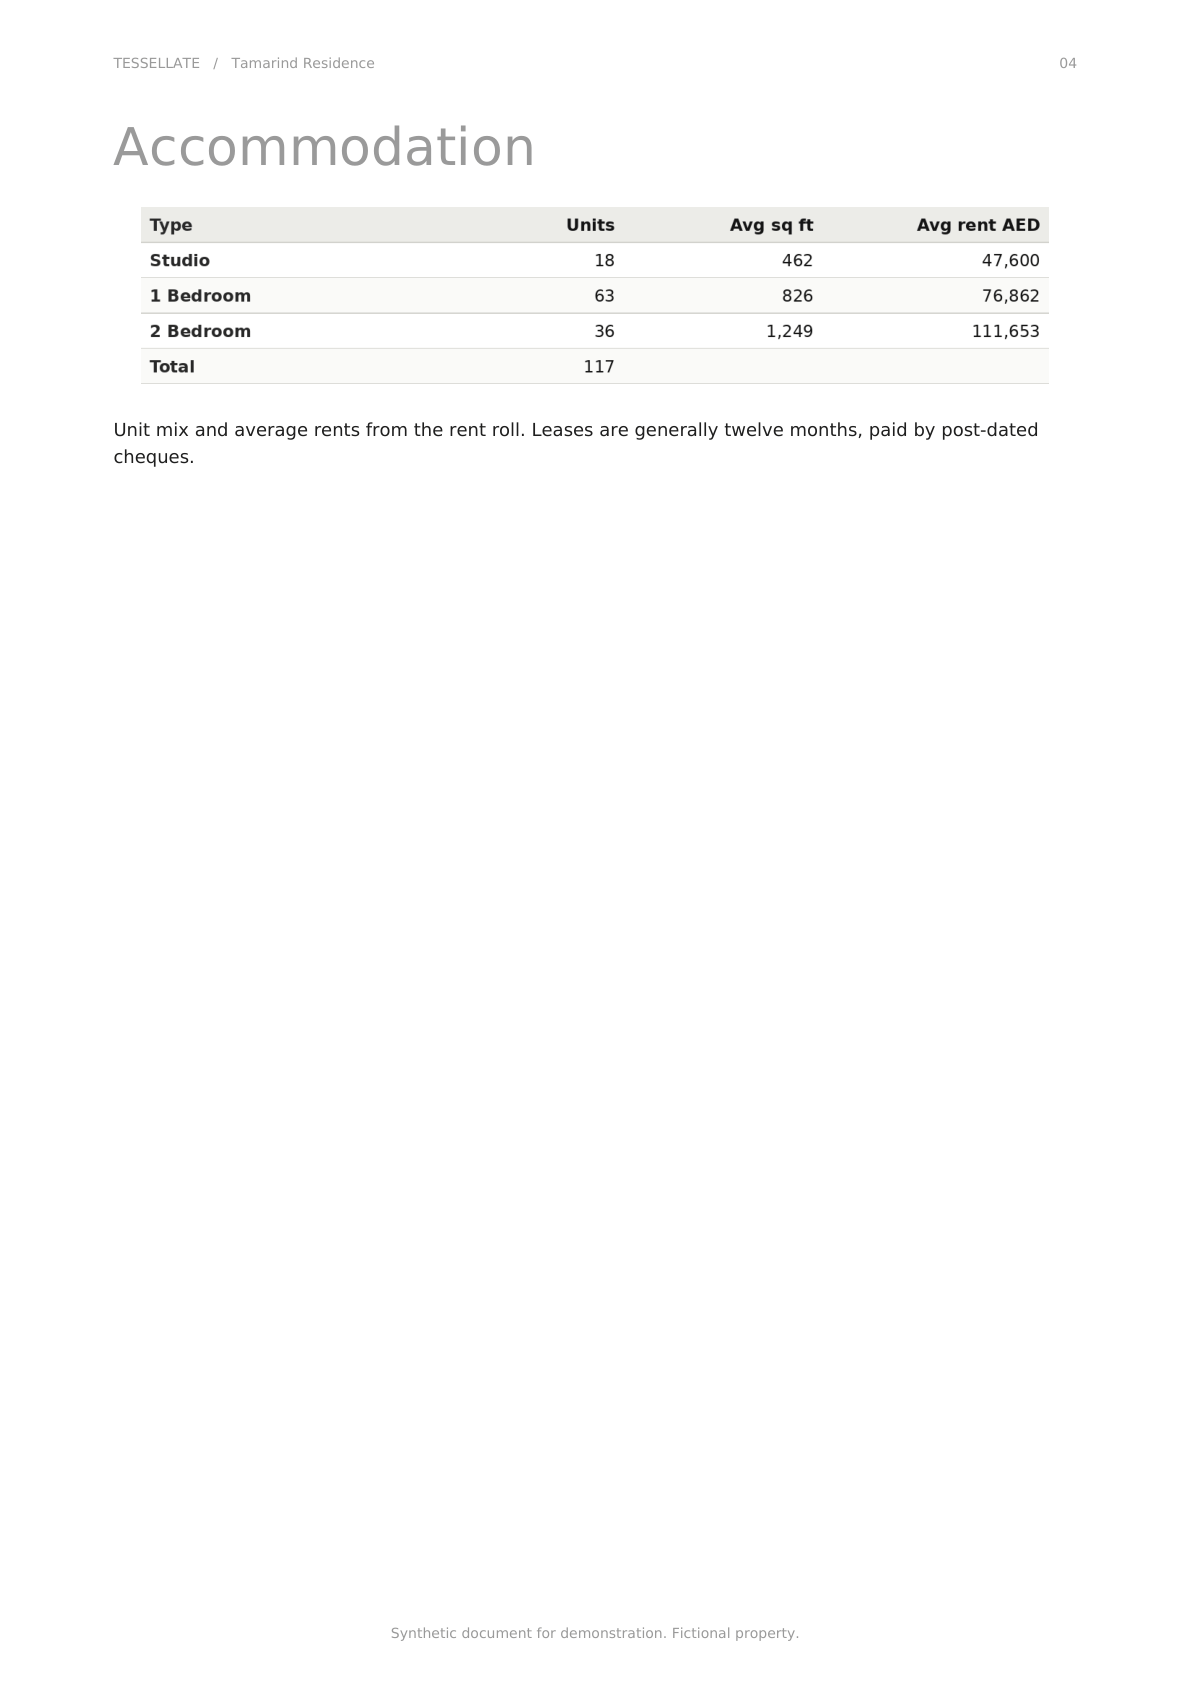 TESSELLATE / Tamarind Residence 04
Accommodation
Type Units Avg sq ft Avg rent AED
Studio 18 462 47,600
1 Bedroom 63 826 76,862
2 Bedroom 36 1,249 111,653
Total 117
Unit mix and average rents from the rent roll. Leases are generally twelve months, paid by post-dated
cheques.
Synthetic document for demonstration. Fictional property.